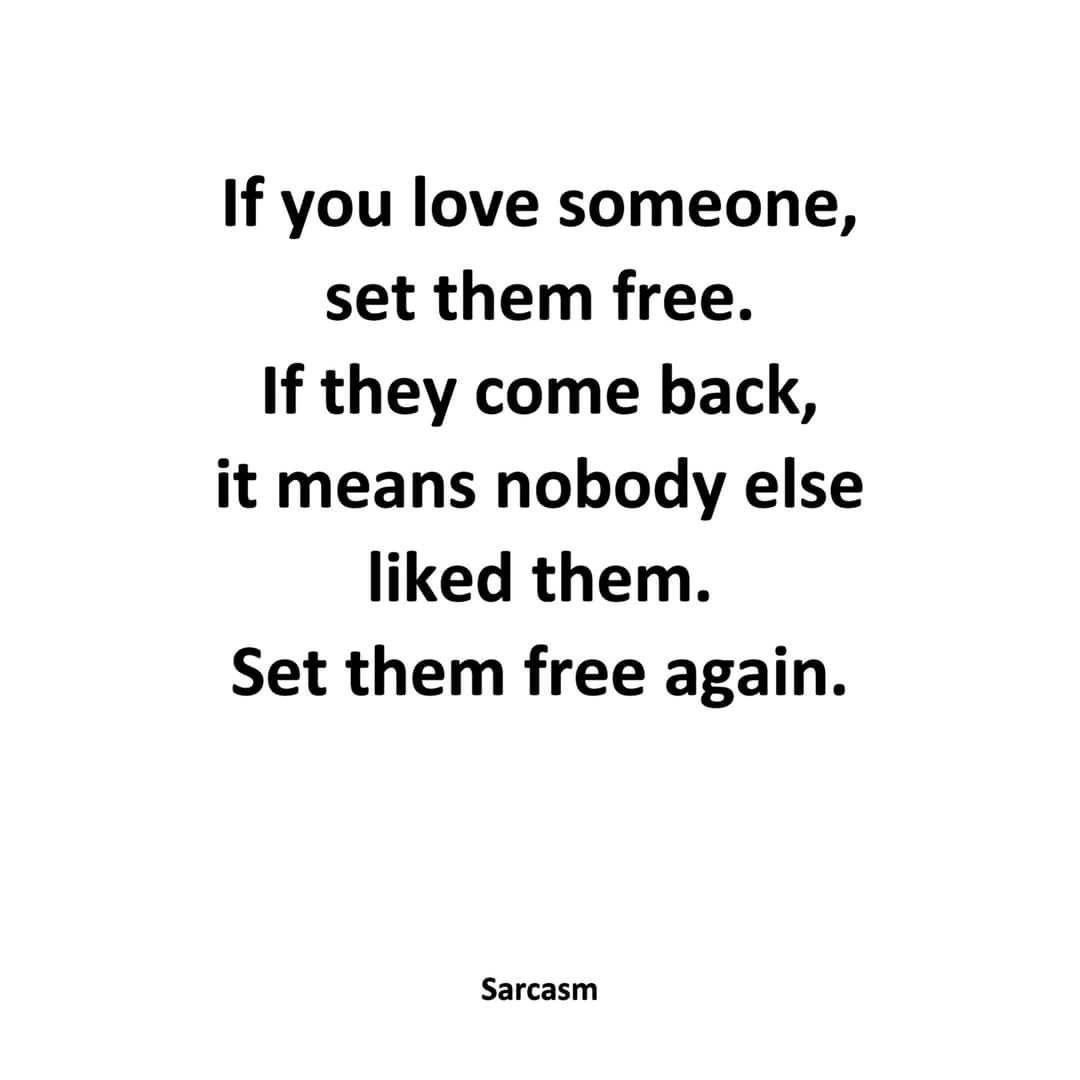 If you love someone,
set them free.
If they come back,
it means nobody else
liked them.
Set them free again.
Sarcasm